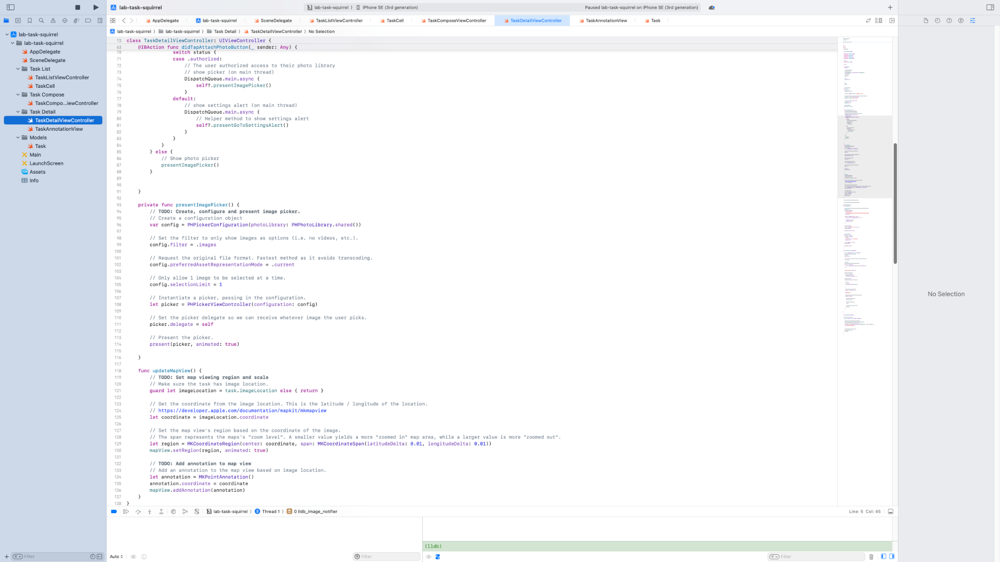 lab-task-squirrel
lab-task-squirrel 〉 iPhone SE (3rd generation)
Paused lab-task-squirrel on iPhone SE (3rd generation)
AppDelegate
lab-task-squirrel
SceneDelegate
TaskListViewController
TaskCell
TaskComposeViewController
TaskDetailViewController
TaskAnnotationView
Task
lab-task-squirrel 〉 lab-task-squirrel 〉 Task Detail 〉 TaskDetailViewController 〉 No Selection
lab-task-squirrel
lab-task-squirrel
AppDelegate
SceneDelegate
Task List
TaskListViewController
TaskCell
Task Compose
TaskCompo...iewController
Task Detail
TaskDetailViewController
TaskAnnotationView
Models
Task
Main
LaunchScreen
Assets
Info
Filter
13 class TaskDetailViewController: UIViewController {
63 @IBAction func didTapAttachPhotoButton(_ sender: Any) {
70 switch status {
71 case .authorized:
72 // The user authorized access to their photo library
73 // show picker (on main thread)
74 DispatchQueue.main.async {
75 self?.presentImagePicker()
76 }
77 default:
78 // show settings alert (on main thread)
79 DispatchQueue.main.async {
80 // Helper method to show settings alert
81 self?.presentGoToSettingsAlert()
82 }
83 }
84 }
85 } else {
86 // Show photo picker
87 presentImagePicker()
88 }
89
90
91 }
92
93 private func presentImagePicker() {
94 // TODO: Create, configure and present image picker.
95 // Create a configuration object
96 var config = PHPickerConfiguration(photoLibrary: PHPhotoLibrary.shared())
97
98 // Set the filter to only show images as options (i.e. no videos, etc.).
99 config.filter = .images
100
101 // Request the original file format. Fastest method as it avoids transcoding.
102 config.preferredAssetRepresentationMode = .current
103
104 // Only allow 1 image to be selected at a time.
105 config.selectionLimit = 1
106
107 // Instantiate a picker, passing in the configuration.
108 let picker = PHPickerViewController(configuration: config)
109
110 // Set the picker delegate so we can receive whatever image the user picks.
111 picker.delegate = self
112
113 // Present the picker.
114 present(picker, animated: true)
115
116 }
117
118 func updateMapView() {
119 // TODO: Set map viewing region and scale
120 // Make sure the task has image location.
121 guard let imageLocation = task.imageLocation else { return }
122
123 // Get the coordinate from the image location. This is the latitude / longitude of the location.
124 // https://developer.apple.com/documentation/mapkit/mkmapview
125 let coordinate = imageLocation.coordinate
126
127 // Set the map view's region based on the coordinate of the image.
128 // The span represents the maps's "zoom level". A smaller value yields a more "zoomed in" map area, while a larger value is more "zoomed out".
129 let region = MKCoordinateRegion(center: coordinate, span: MKCoordinateSpan(latitudeDelta: 0.01, longitudeDelta: 0.01))
130 mapView.setRegion(region, animated: true)
131
132 // TODO: Add annotation to map view
133 // Add an annotation to the map view based on image location.
134 let annotation = MKPointAnnotation()
135 annotation.coordinate = coordinate
136 mapView.addAnnotation(annotation)
137 }
138 }
No Selection
lab-task-squirrel 〉 Thread 1 〉 0 lldb_image_notifier
Line: 5 Col: 45
(lldb)
Auto
Filter
Filter